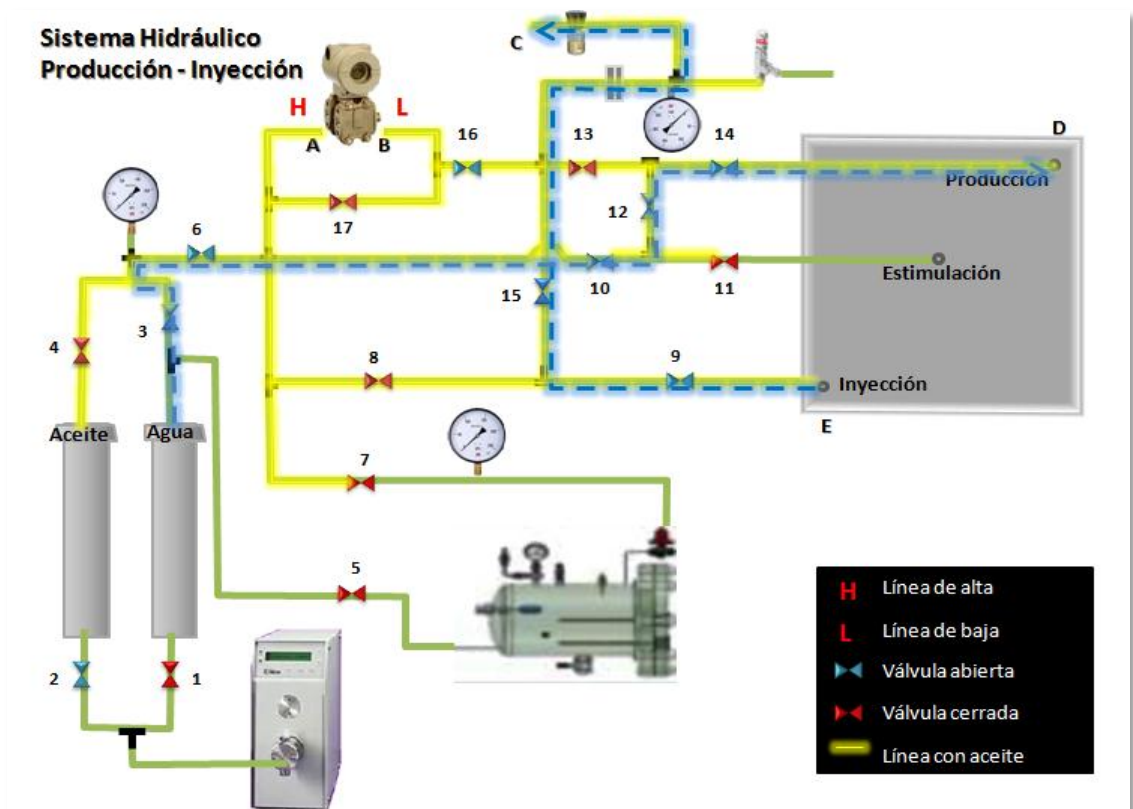 Sistema Hidráulico
Producción - Inyección
C
H
L
A
B
16
13
14
D
Producción
17
12
6
Estimulación
10
11
15
3
4
8
9
Inyección
E
Aceite
Agua
7
5
2
1
H Línea de alta
L Línea de baja
Válvula abierta
Válvula cerrada
Línea con aceite